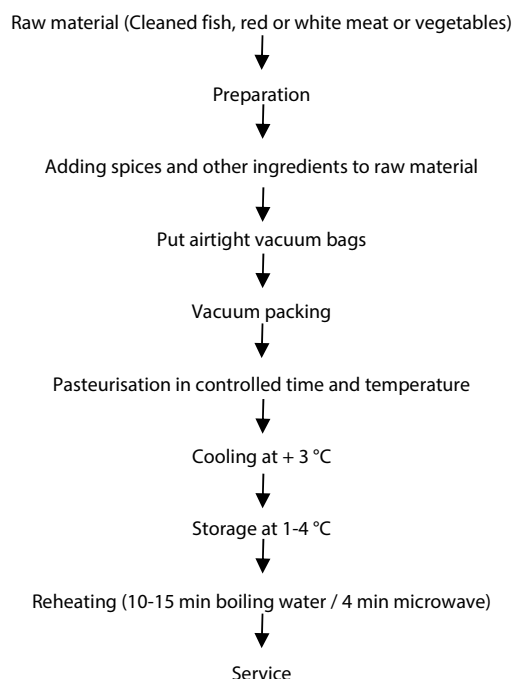 Raw material (Cleaned fish, red or white meat or vegetables)
Preparation
Adding spices and other ingredients to raw material
Put airtight vacuum bags
Vacuum packing
Pasteurisation in controlled time and temperature
Cooling at + 3 °C
Storage at 1-4 °C
Reheating (10-15 min boiling water / 4 min microwave)
Service